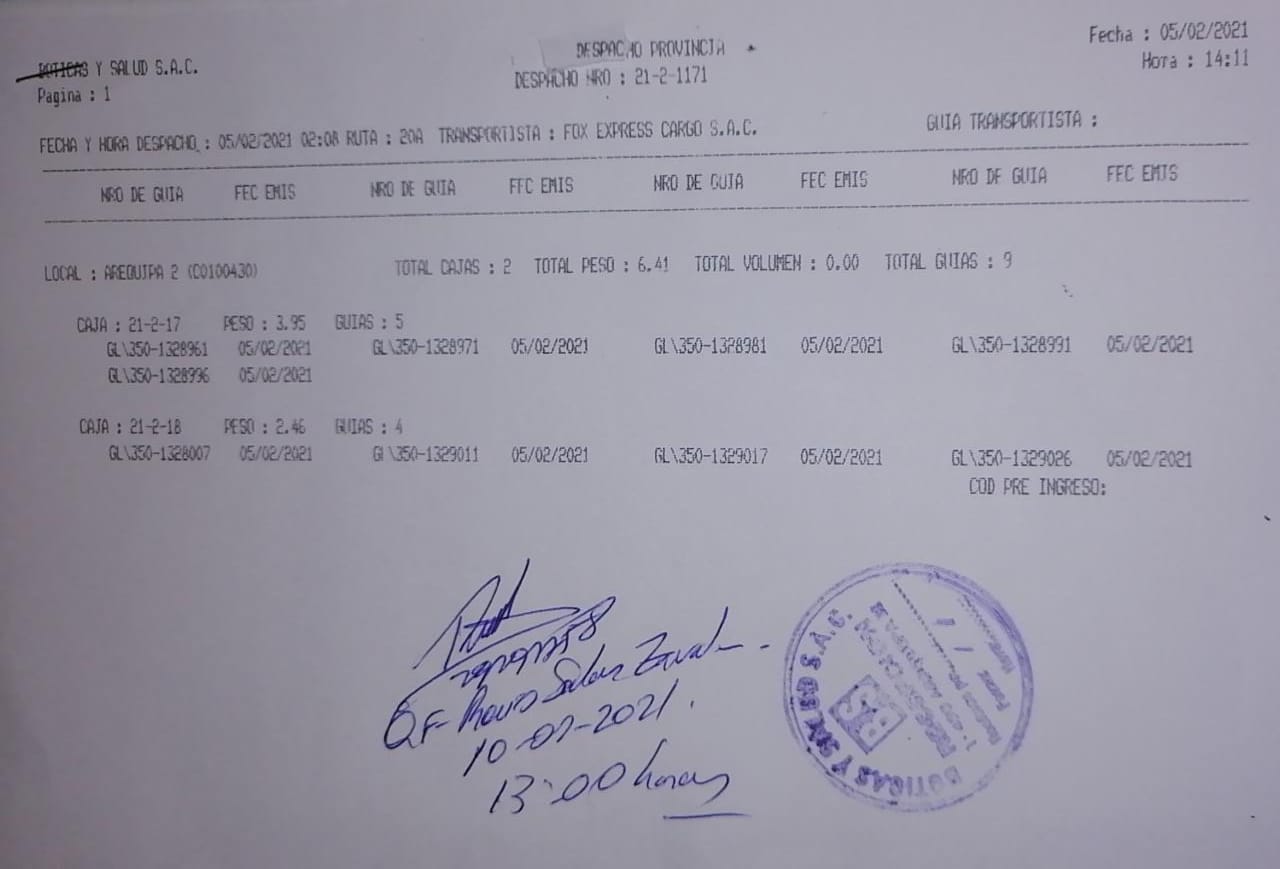 Fecha : 05/02/2021
DESPACHO PROVINCIA
BOTICAS Y SALUD S.A.C.
Hora : 14:11
DESPACHO NRO : 21-2-1171
Pagina : 1
FECHA Y HORA DESPACHO : 05/02/2021 02:08 RUTA : 20A TRANSPORTISTA : FOX EXPRESS CARGO S.A.C. GUIA TRANSPORTISTA :
NRO DE GUIA FEC EMIS NRO DE GUIA FEC EMIS NRO DE GUIA FEC EMIS NRO DE GUIA FEC EMIS
LOCAL : AREQUIPA 2 (C0100430) TOTAL CAJAS : 2 TOTAL PESO : 6.41 TOTAL VOLUMEN : 0.00 TOTAL GUIAS : 9
CAJA : 21-2-17 PESO : 3.95 GUIAS : 5
GL\350-1328961 05/02/2021 GL\350-1328971 05/02/2021 GL\350-1328981 05/02/2021 GL\350-1328991 05/02/2021
GL\350-1328996 05/02/2021
CAJA : 21-2-18 PESO : 2.46 GUIAS : 4
GL\350-1328007 05/02/2021 GL\350-1329011 05/02/2021 GL\350-1329017 05/02/2021 GL\350-1329026 05/02/2021
COD PRE INGRESO:
Q.F-
10-02-2021.
13:00 horas
BOTICAS Y SALUD S.A.C.
BS